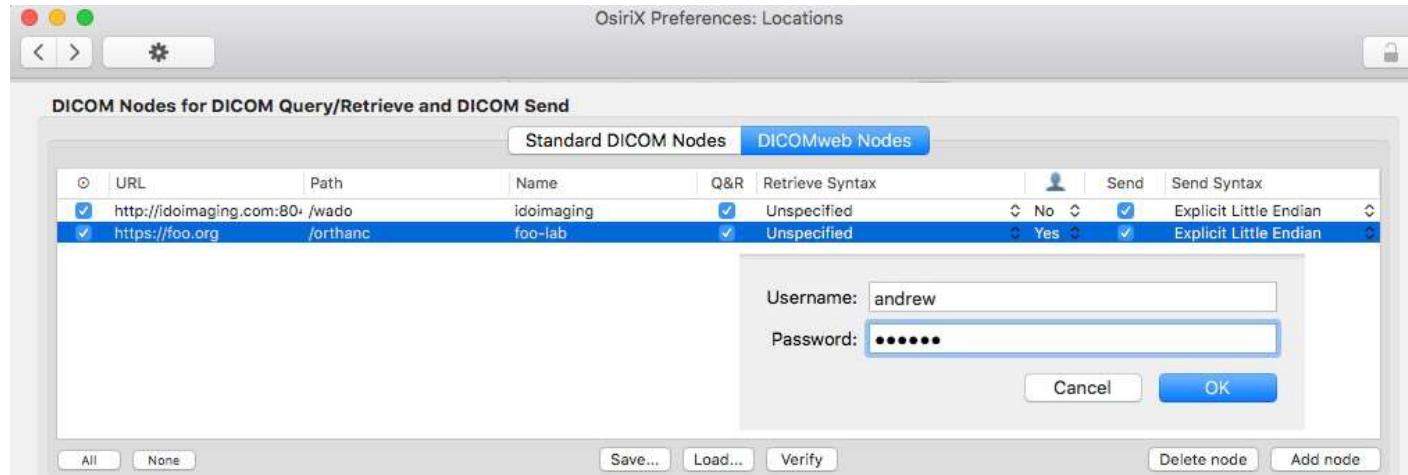 OsiriX Preferences: Locations
DICOM Nodes for DICOM Query/Retrieve and DICOM Send
Standard DICOM Nodes DICOMweb Nodes
URL Path Name Q&R Retrieve Syntax Send Send Syntax
http://idoimaging.com:804 /wado idoimaging Unspecified No Explicit Little Endian
https://foo.org /orthanc foo-lab Unspecified Yes Explicit Little Endian
Username: andrew
Password: ●●●●●●
Cancel OK
All None Save... Load... Verify Delete node Add node